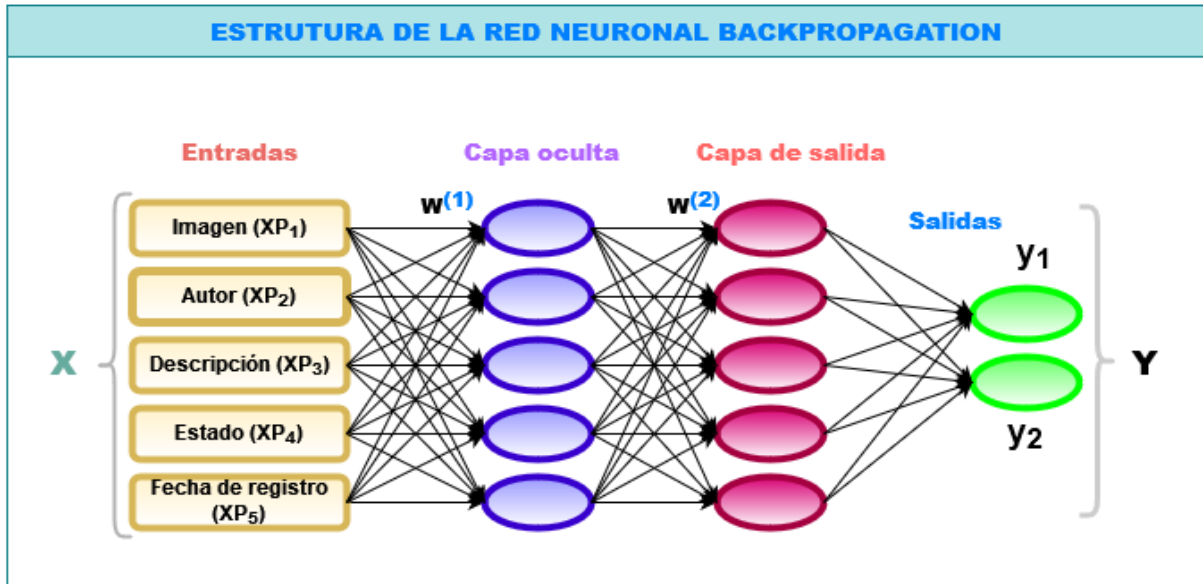 ESTRUTURA DE LA RED NEURONAL BACKPROPAGATION
Entradas
Capa oculta
Capa de salida
Salidas
X
Imagen (XP₁)
Autor (XP₂)
Descripción (XP₃)
Estado (XP₄)
Fecha de registro
(XP₅)
w⁽¹⁾
w⁽²⁾
y₁
y₂
Y